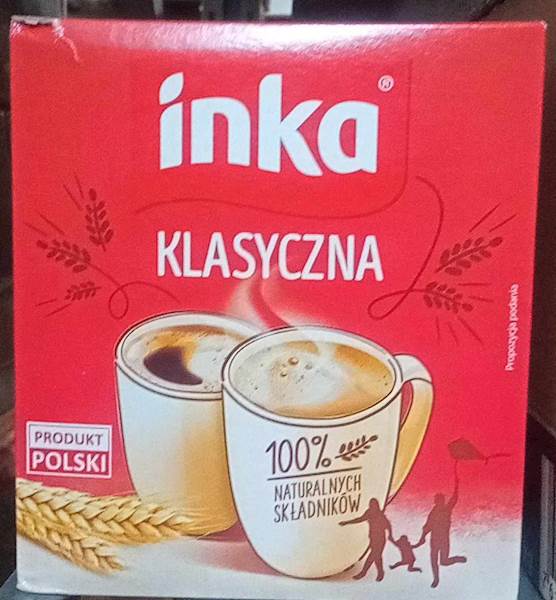 inka®
KLASYCZNA
Propozycja podania
PRODUKT
POLSKI
100%
NATURALNYCH
SKŁADNIKÓW